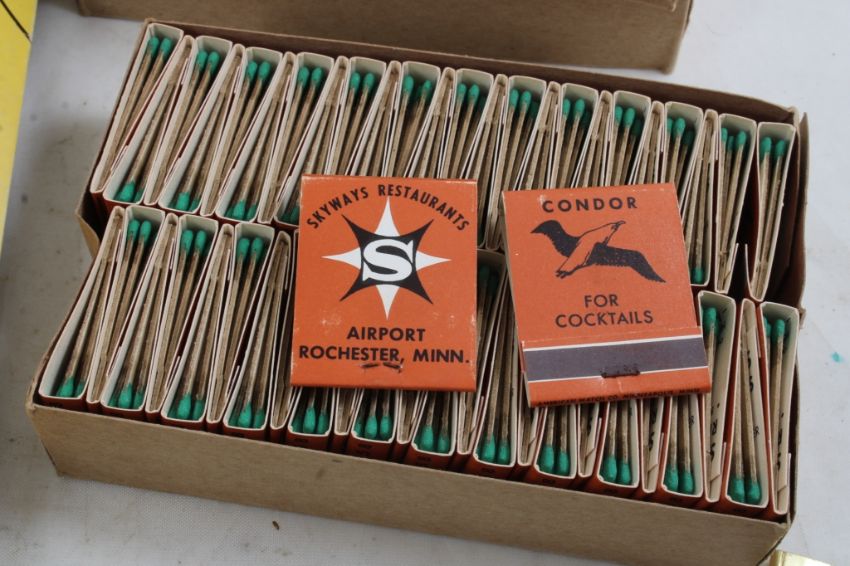 SKYWAYS RESTAURANTS
S
AIRPORT
ROCHESTER, MINN.
CONDOR
FOR
COCKTAILS